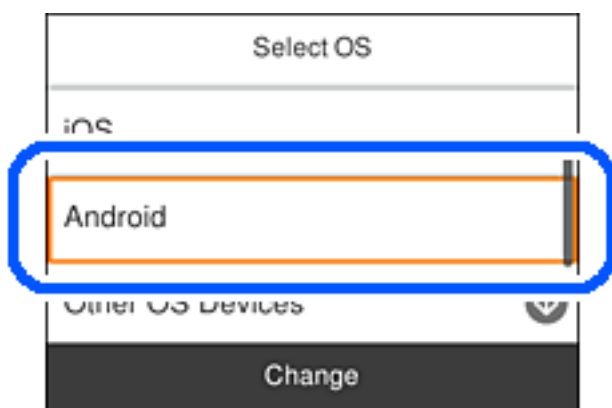 Select OS
iOS
Android
Other OS Devices
Change